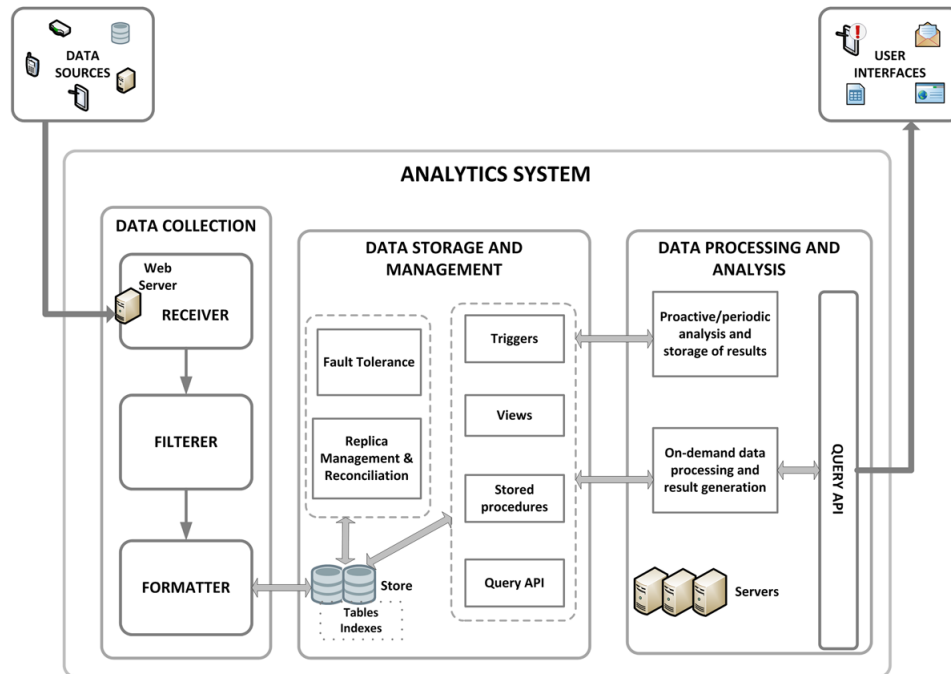 DATA
SOURCES
USER
INTERFACES
ANALYTICS SYSTEM
DATA COLLECTION
Web
Server
RECEIVER
FILTERER
FORMATTER
DATA STORAGE AND
MANAGEMENT
Fault Tolerance
Replica
Management &
Reconciliation
Store
Tables
Indexes
Triggers
Views
Stored
procedures
Query API
DATA PROCESSING AND
ANALYSIS
Proactive/periodic
analysis and
storage of results
On-demand data
processing and
result generation
Servers
QUERY API